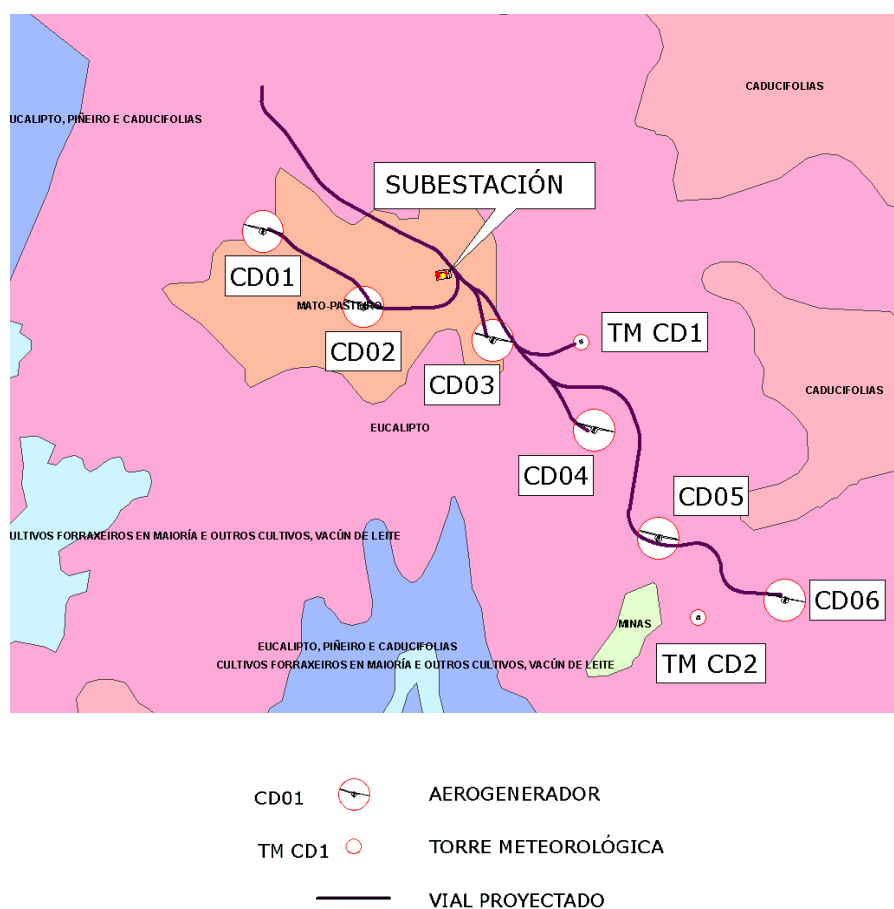 CADUCIFOLIAS
UCALIPTO, PIÑEIRO E CADUCIFOLIAS
SUBESTACIÓN
CD01
MATO-PASTEIRO
CD02
TM CD1
CD03
CADUCIFOLIAS
EUCALIPTO
CD04
CD05
CULTIVOS FORRAXEIROS EN MAIORÍA E OUTROS CULTIVOS, VACÚN DE LEITE
CD06
MINAS
EUCALIPTO, PIÑEIRO E CADUCIFOLIAS
TM CD2
CULTIVOS FORRAXEIROS EN MAIORÍA E OUTROS CULTIVOS, VACÚN DE LEITE
CD01 AEROGENERADOR
TM CD1 TORRE METEOROLÓGICA
VIAL PROYECTADO